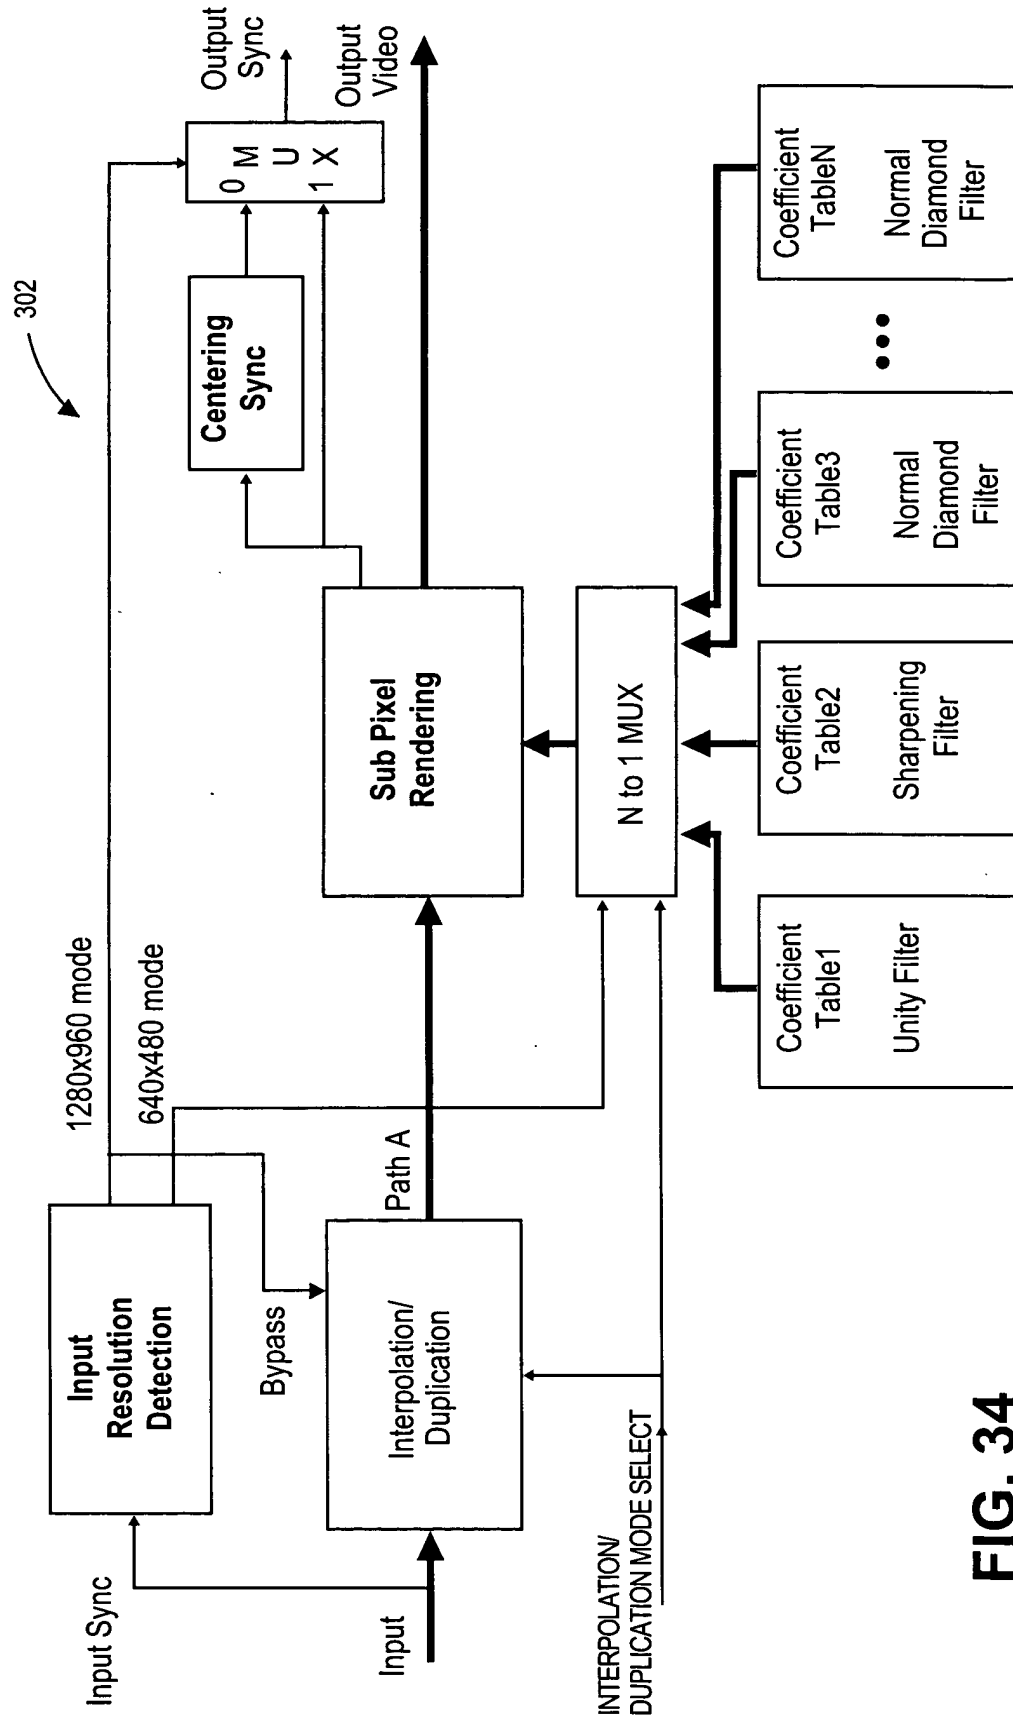 302
Output
Sync
Output
Video
0
M
U
1 X
Centering
Sync
1280x960 mode
640x480 mode
Input
Resolution
Detection
Input Sync
Bypass
Path A
Interpolation/
Duplication
Input
Sub Pixel
Rendering
N to 1 MUX
INTERPOLATION/
DUPLICATION MODE SELECT
Coefficient
Table1
Unity Filter
Coefficient
Table2
Sharpening
Filter
Coefficient
Table3
Normal
Diamond
Filter
•••
Coefficient
TableN
Normal
Diamond
Filter
FIG. 34